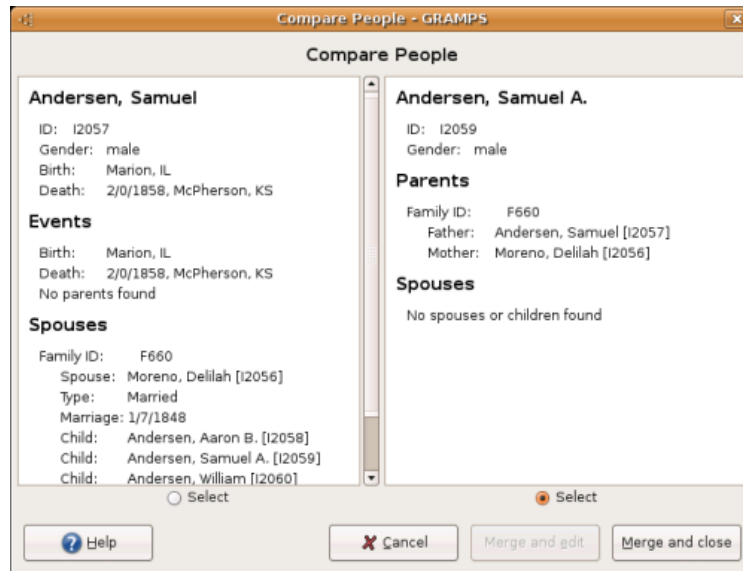 Compare People - GRAMPS
Compare People
Andersen, Samuel
ID: I2057
Gender: male
Birth: Marion, IL
Death: 2/0/1858, McPherson, KS
Events
Birth: Marion, IL
Death: 2/0/1858, McPherson, KS
No parents found
Spouses
Family ID: F660
Spouse: Moreno, Delilah [I2056]
Type: Married
Marriage: 1/7/1848
Child: Andersen, Aaron B. [I2058]
Child: Andersen, Samuel A. [I2059]
Child: Andersen, William [I2060]
Select
Andersen, Samuel A.
ID: I2059
Gender: male
Parents
Family ID: F660
Father: Andersen, Samuel [I2057]
Mother: Moreno, Delilah [I2056]
Spouses
No spouses or children found
Select
Help
Cancel
Merge and edit
Merge and close